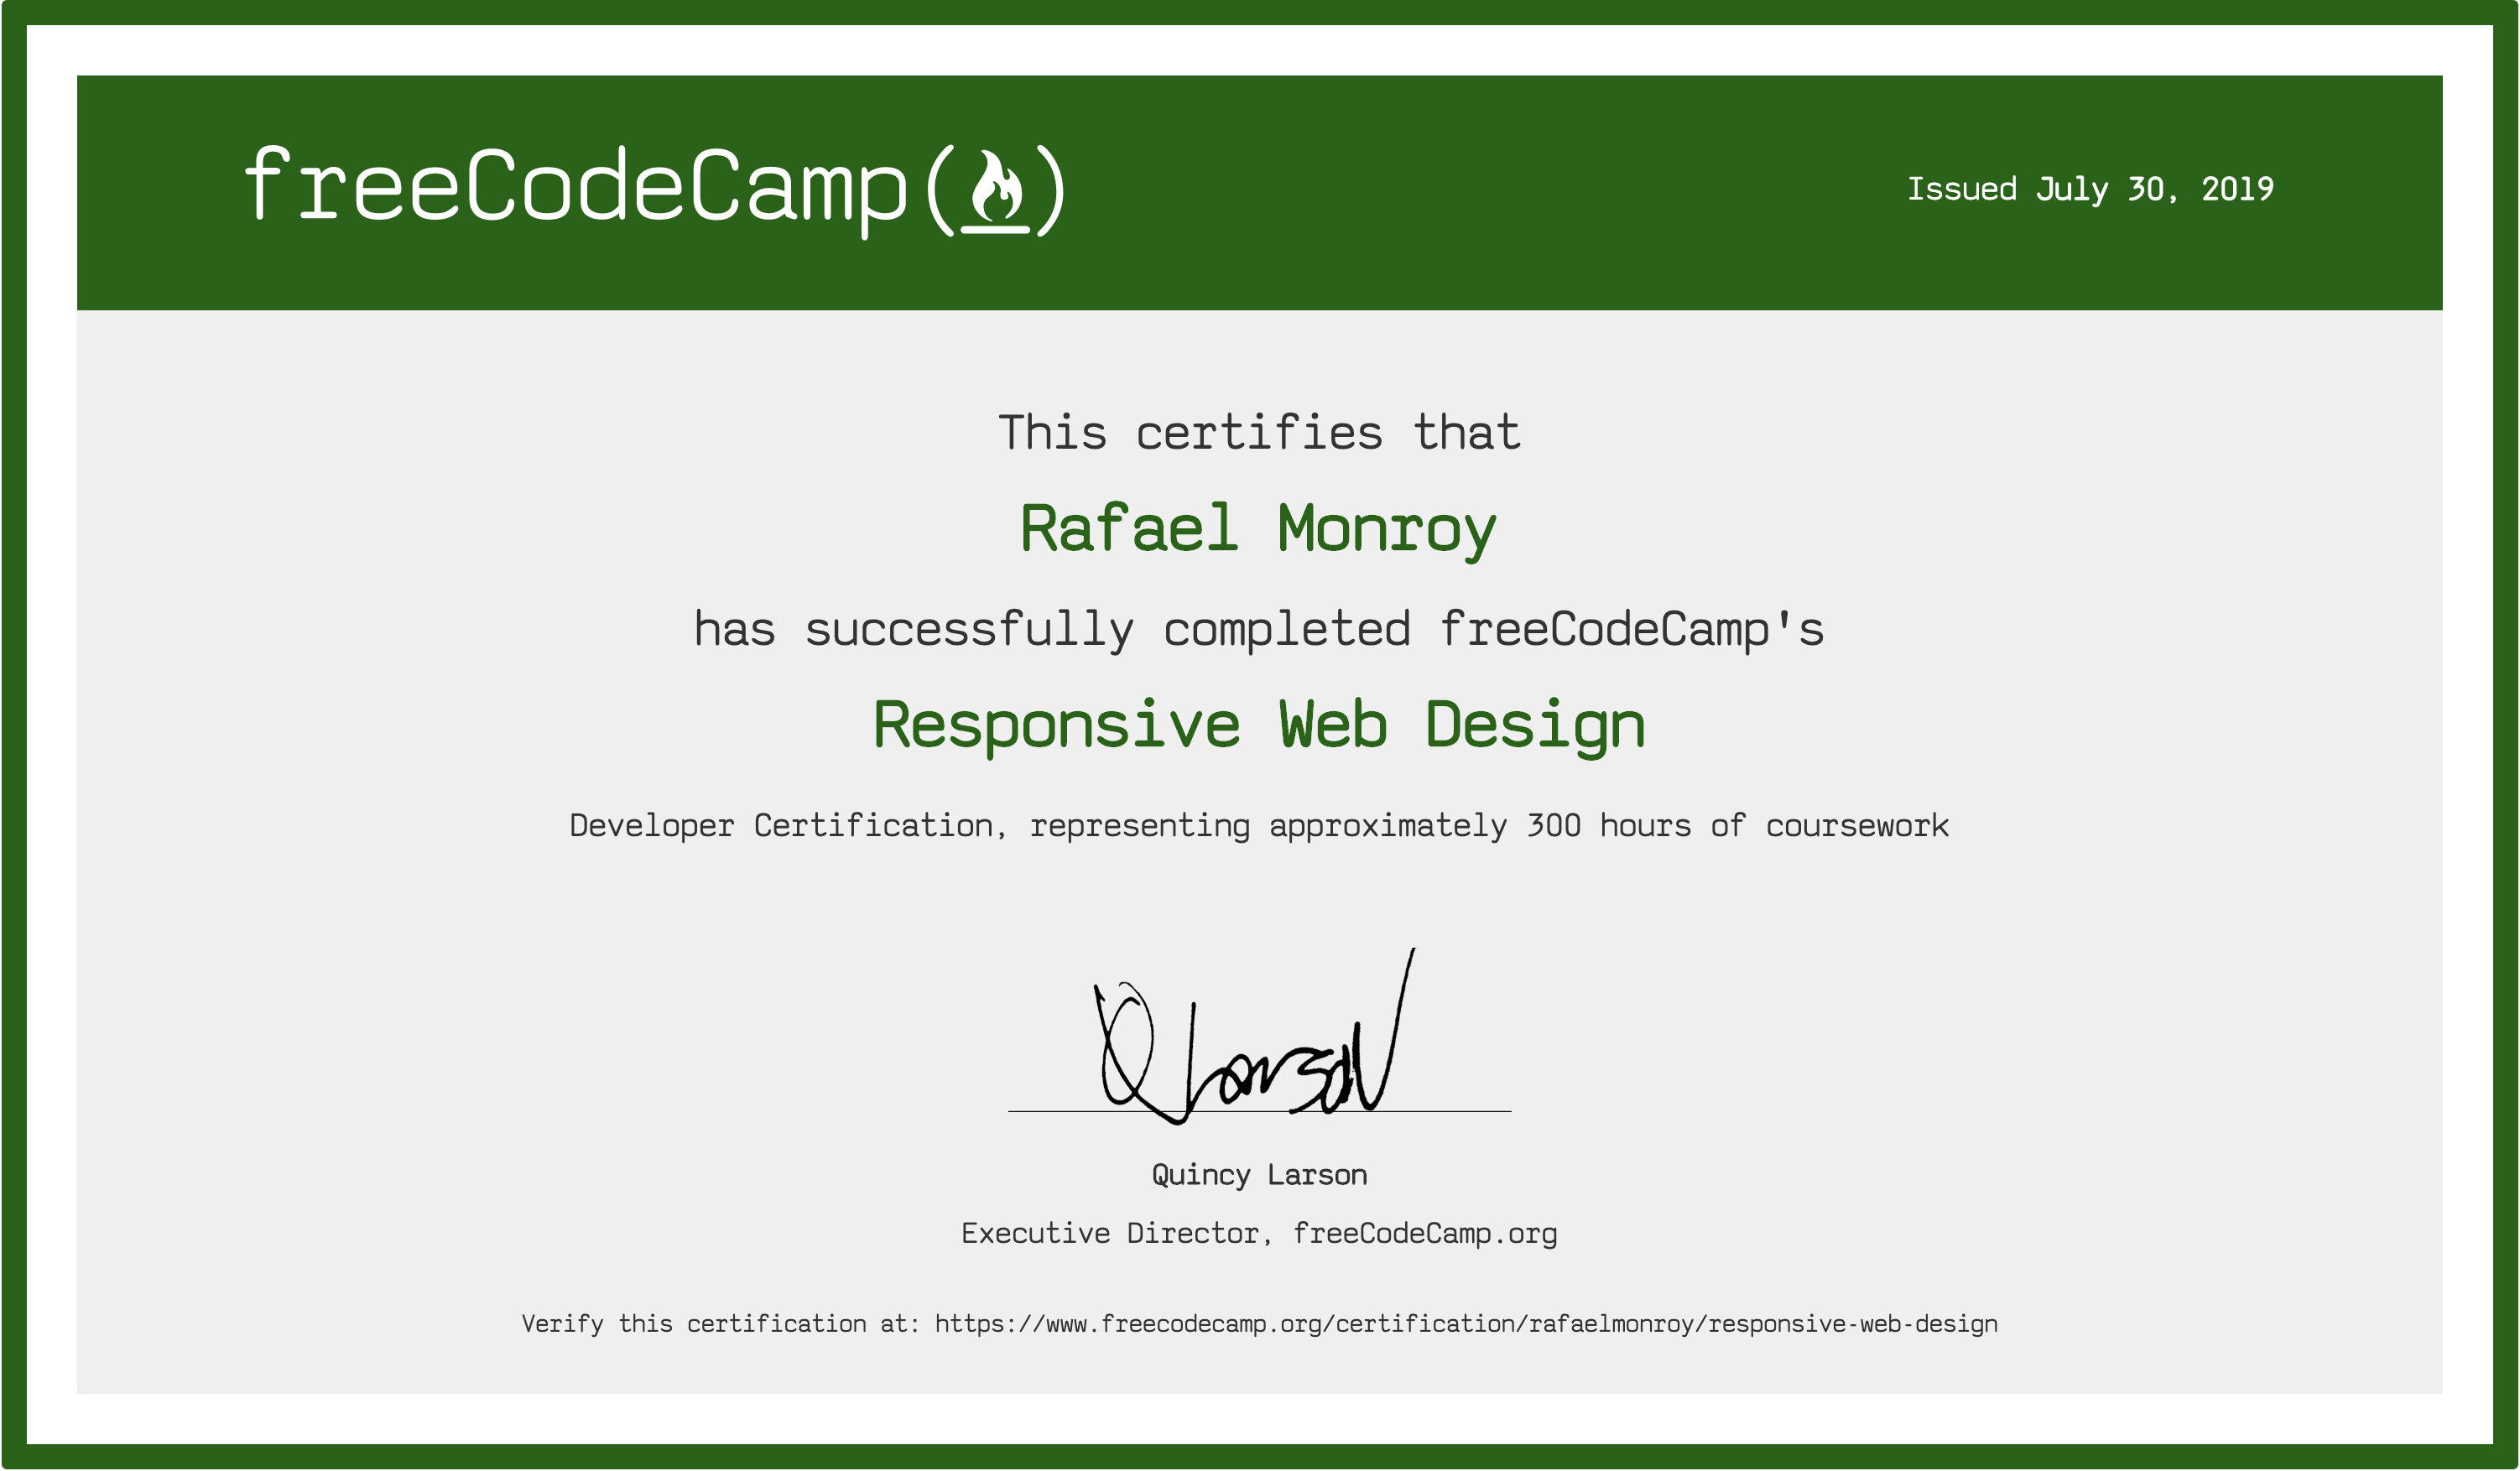 freeCodeCamp
Issued July 30, 2019
This certifies that
Rafael Monroy
has successfully completed freeCodeCamp's
Responsive Web Design
Developer Certification, representing approximately 300 hours of coursework
Q Larson
Quincy Larson
Executive Director, freeCodeCamp.org
Verify this certification at: https://www.freecodecamp.org/certification/rafaelmonroy/responsive-web-design